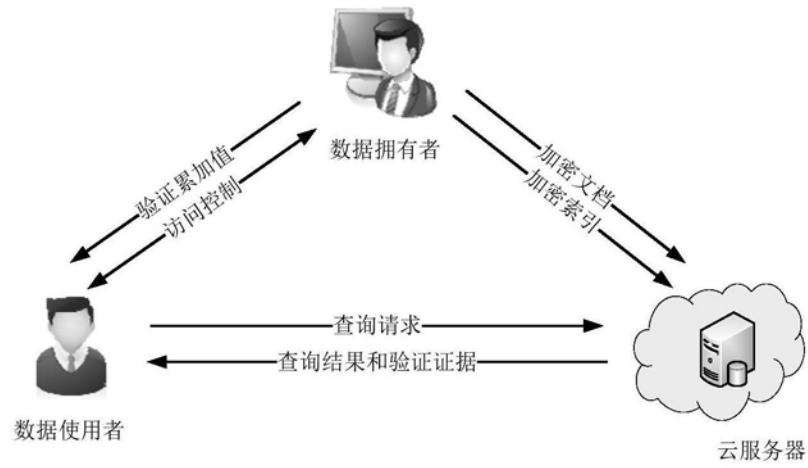 数据拥有者
验证累加值
访问控制
加密文档
加密索引
查询请求
查询结果和验证证据
数据使用者
云服务器